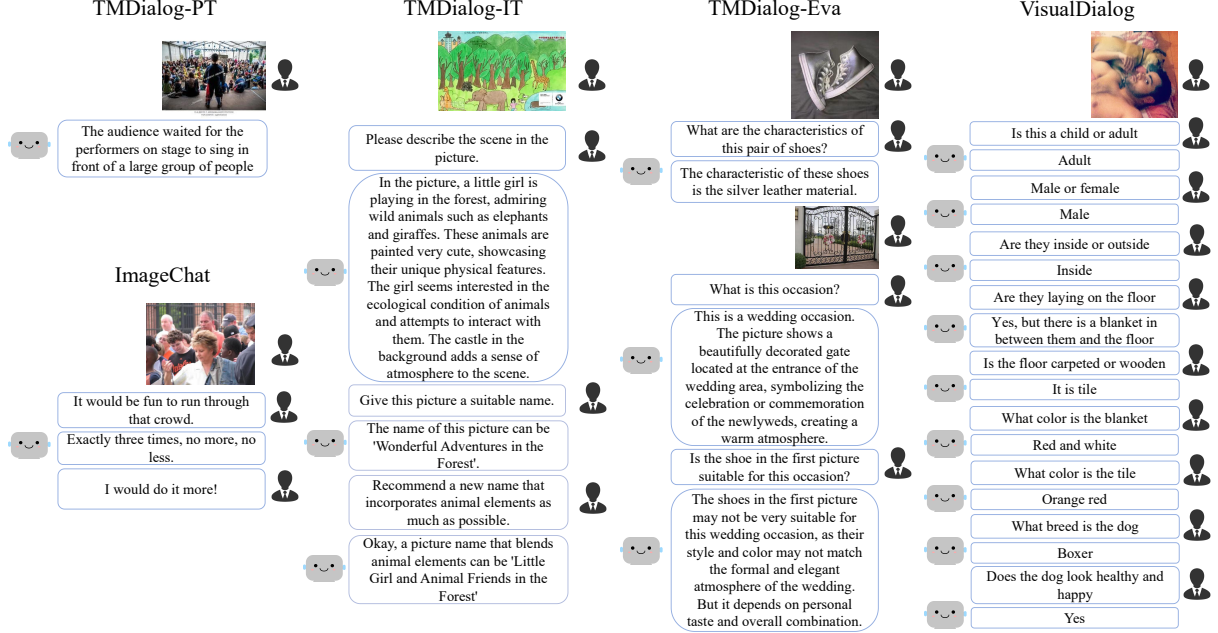 TMDialog-PT
The audience waited for the
performers on stage to sing in
front of a large group of people
ImageChat
It would be fun to run through
that crowd.
Exactly three times, no more, no
less.
I would do it more!
TMDialog-IT
Please describe the scene in the
picture.
In the picture, a little girl is
playing in the forest, admiring
wild animals such as elephants
and giraffes. These animals are
painted very cute, showcasing
their unique physical features.
The girl seems interested in the
ecological condition of animals
and attempts to interact with
them. The castle in the
background adds a sense of
atmosphere to the scene.
Give this picture a suitable name.
The name of this picture can be
'Wonderful Adventures in the
Forest'.
Recommend a new name that
incorporates animal elements as
much as possible.
Okay, a picture name that blends
animal elements can be 'Little
Girl and Animal Friends in the
Forest'
TMDialog-Eva
What are the characteristics of
this pair of shoes?
The characteristic of these shoes
is the silver leather material.
What is this occasion?
This is a wedding occasion.
The picture shows a
beautifully decorated gate
located at the entrance of the
wedding area, symbolizing the
celebration or commemoration
of the newlyweds, creating a
warm atmosphere.
Is the shoe in the first picture
suitable for this occasion?
The shoes in the first picture
may not be very suitable for
this wedding occasion, as their
style and color may not match
the formal and elegant
atmosphere of the wedding.
But it depends on personal
taste and overall combination.
VisualDialog
Is this a child or adult
Adult
Male or female
Male
Are they inside or outside
Inside
Are they laying on the floor
Yes, but there is a blanket in
between them and the floor
Is the floor carpeted or wooden
It is tile
What color is the blanket
Red and white
What color is the tile
Orange red
What breed is the dog
Boxer
Does the dog look healthy and
happy
Yes